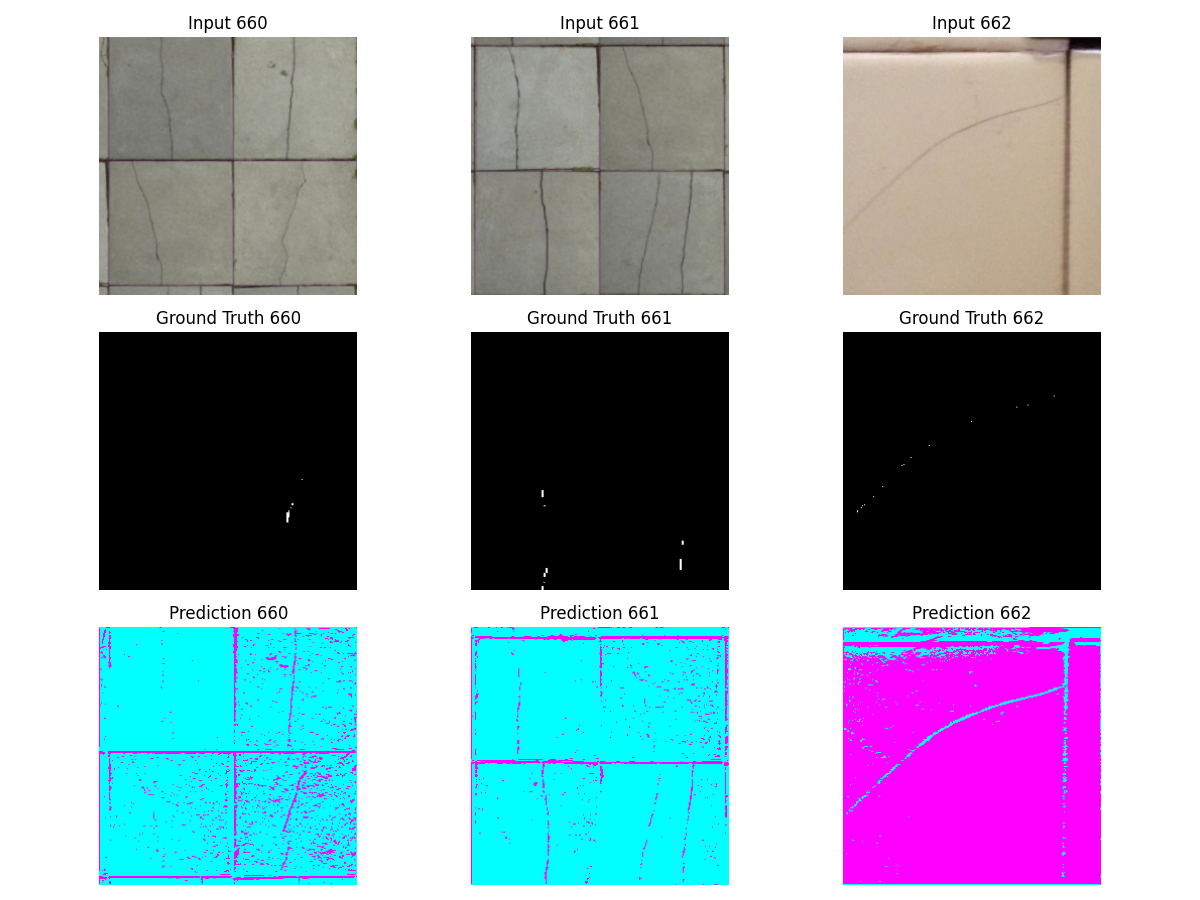 Input 660
Input 661
Input 662
Ground Truth 660
Ground Truth 661
Ground Truth 662
Prediction 660
Prediction 661
Prediction 662